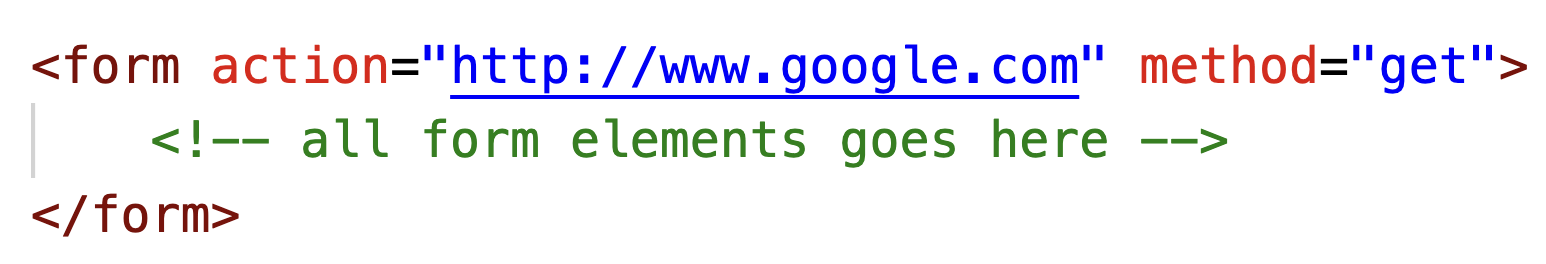 <form action="http://www.google.com" method="get">
<!-- all form elements goes here -->
</form>